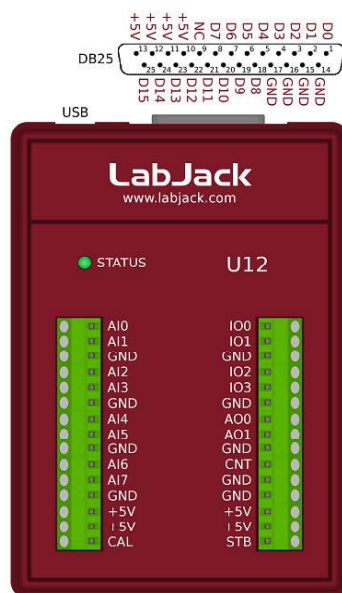 +5V +5V +5V +5V NC D7 D6 D5 D4 D3 D2 D1 D0
13 12 11 10 9 8 7 6 5 4 3 2 1
DB25
25 24 23 22 21 20 19 18 17 16 15 14
D15 D14 D13 D12 D11 D10 D9 D8 GND GND GND GND
USB
LabJack
www.labjack.com
STATUS U12
AI0 IO0
AI1 IO1
GND GND
AI2 IO2
AI3 IO3
GND GND
AI4 AO0
AI5 AO1
GND GND
AI6 CNT
AI7 GND
GND GND
+5V +5V
+5V +5V
CAL STB